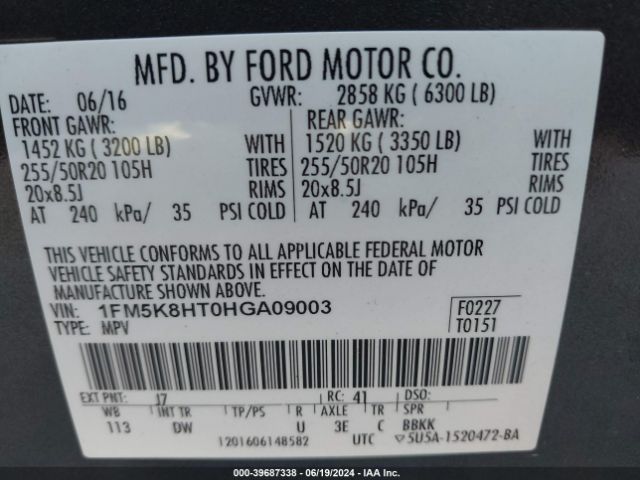 MFD. BY FORD MOTOR CO.
DATE: 06/16 GVWR: 2858 KG ( 6300 LB)
FRONT GAWR: REAR GAWR:
1452 KG ( 3200 LB) WITH 1520 KG ( 3350 LB) WITH
255/50R20 105H TIRES 255/50R20 105H TIRES
20x8.5J RIMS 20x8.5J RIMS
AT 240 kPa/ 35 PSI COLD AT 240 kPa/ 35 PSI COLD
THIS VEHICLE CONFORMS TO ALL APPLICABLE FEDERAL MOTOR
VEHICLE SAFETY STANDARDS IN EFFECT ON THE DATE OF
MANUFACTURE SHOWN ABOVE.
VIN: 1FM5K8HT0HGA09003 F0227
TYPE: MPV T0151
EXT PNT: J7 RC: 41 DSO:
WB INT TR TP/PS R AXLE TR SPR
113 DW U 3E C BBKK
1201606148582 UTC 5U5A-1520472-BA
000-39687338 - 06/19/2024 - IAA Inc.